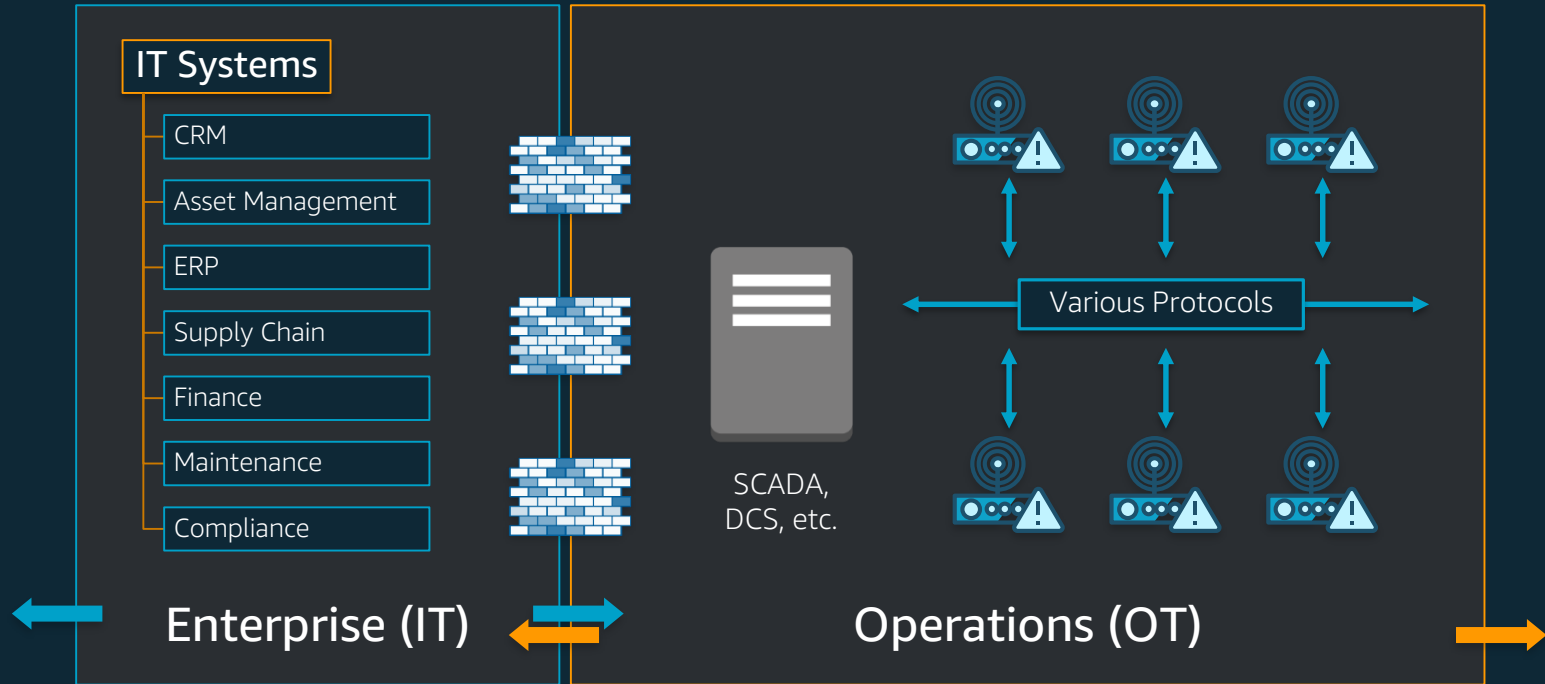 IT Systems
CRM
Asset Management
ERP
Supply Chain
Finance
Maintenance
Compliance
SCADA,
DCS, etc.
Various Protocols
Enterprise (IT)
Operations (OT)